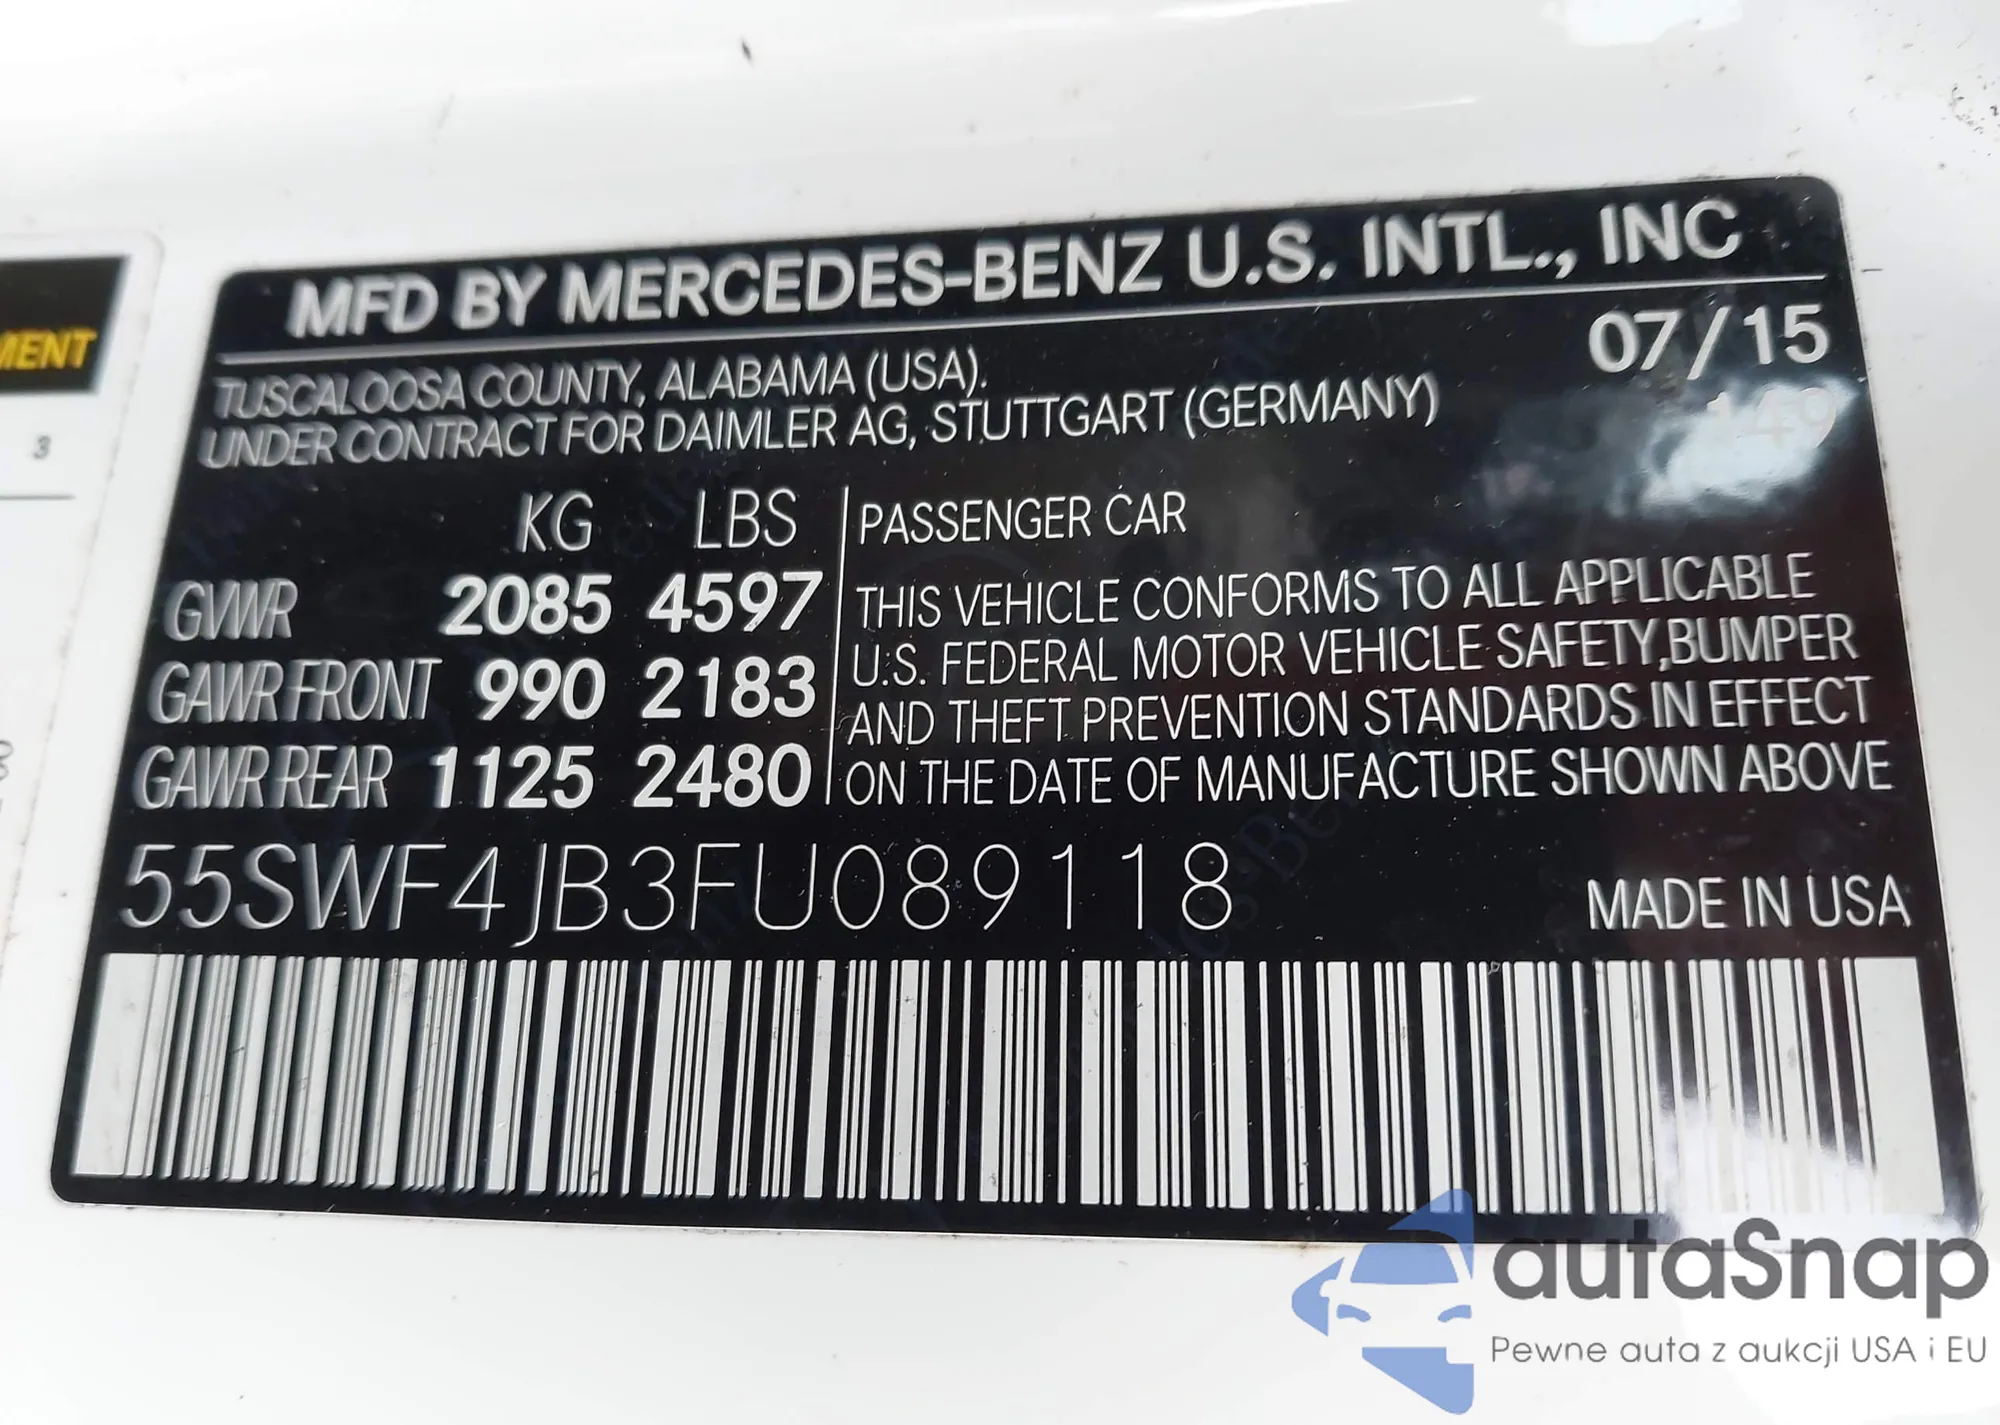 MFD BY MERCEDES-BENZ U.S. INTL., INC
07/15
TUSCALOOSA COUNTY, ALABAMA (USA).
149
UNDER CONTRACT FOR DAIMLER AG, STUTTGART (GERMANY)
KG LBS
GVWR 2085 4597
GAWR FRONT 990 2183
GAWR REAR 1125 2480
PASSENGER CAR
THIS VEHICLE CONFORMS TO ALL APPLICABLE
U.S. FEDERAL MOTOR VEHICLE SAFETY,BUMPER
AND THEFT PREVENTION STANDARDS IN EFFECT
ON THE DATE OF MANUFACTURE SHOWN ABOVE
55SWF4JB3FU089118
MADE IN USA
3
autaSnap
Pewne auta z aukcji USA i EU